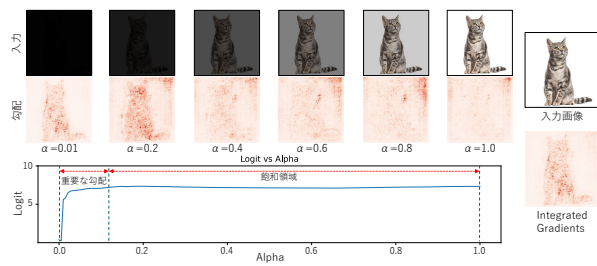 入力
勾配
α=0.01
α=0.2
α=0.4
α=0.6
α=0.8
α=1.0
入力画像
Integrated
Gradients
Logit vs Alpha
重要な勾配
飽和領域
Logit
10
5
0.0
0.2
0.4
0.6
0.8
1.0
Alpha